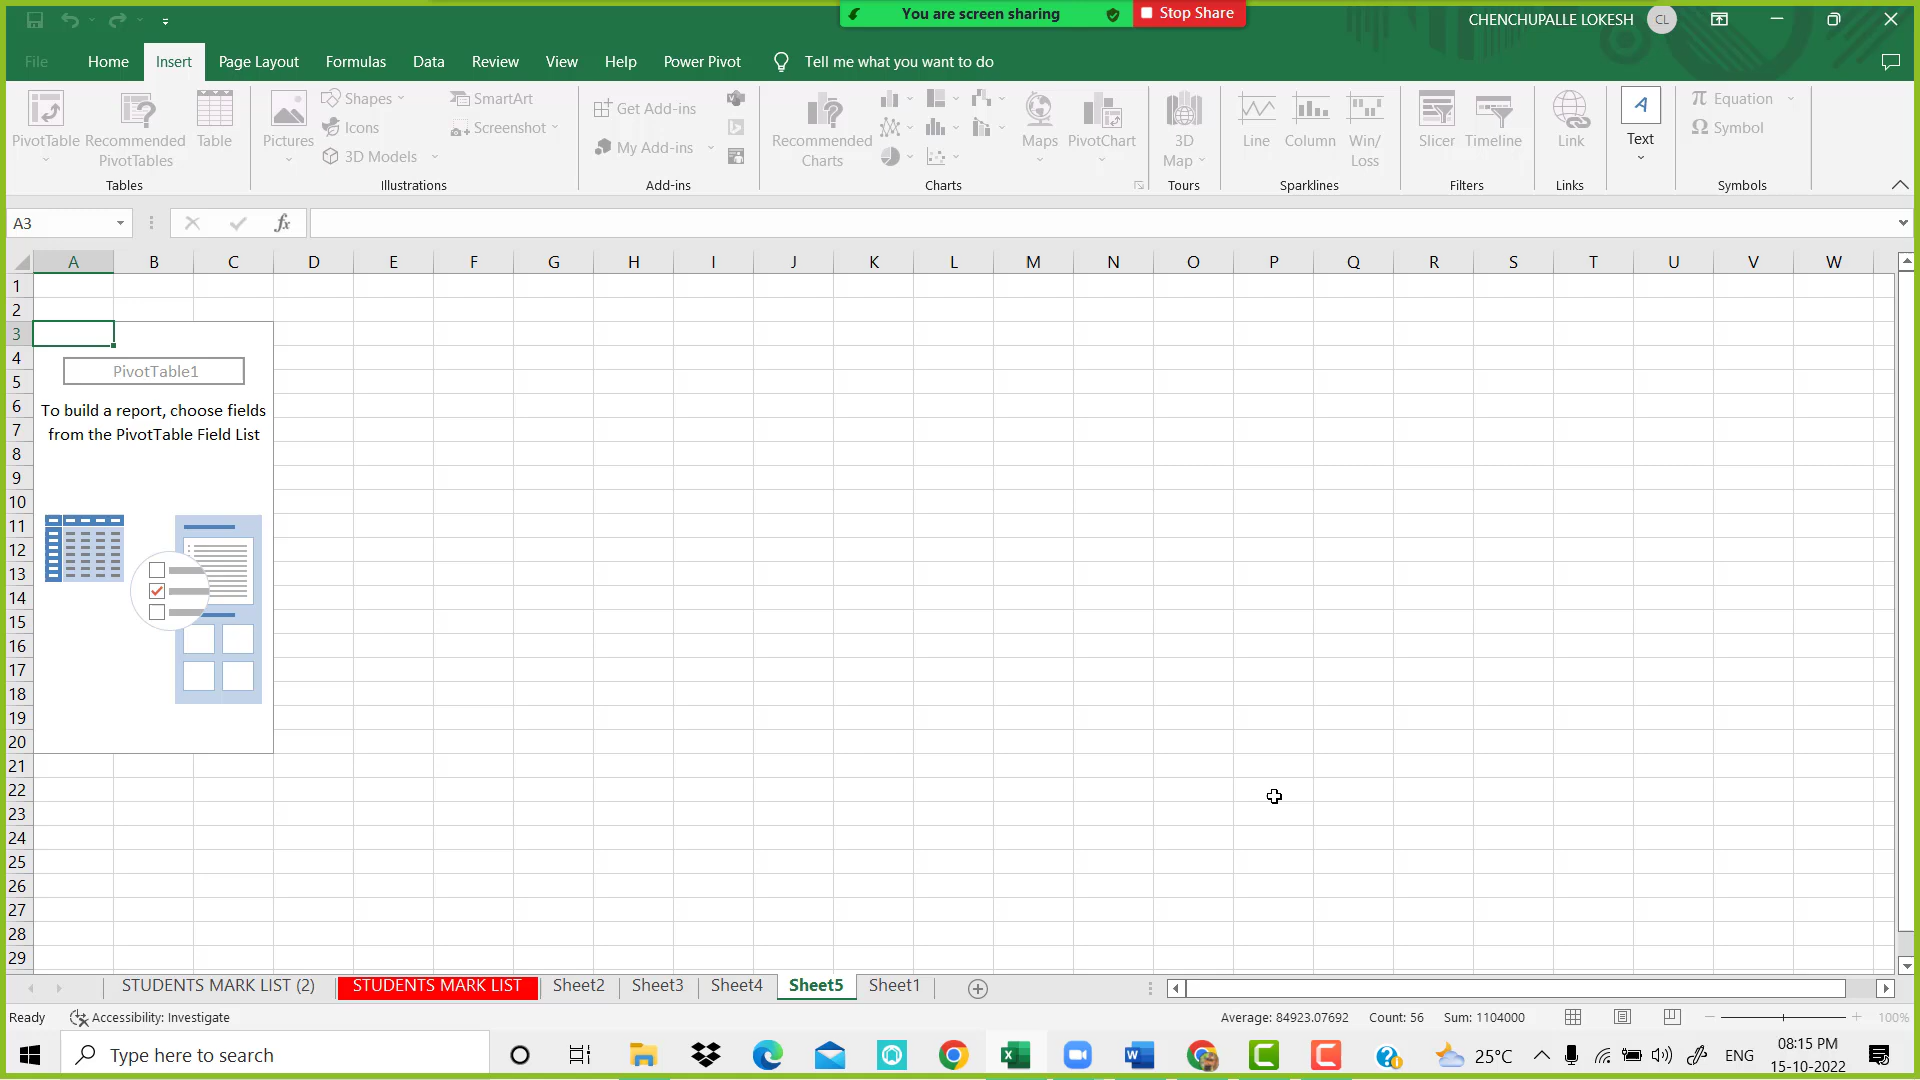 You are screen sharing
Stop Share
CHENCHUPALLE LOKESH
CL
File
Home
Insert
Page Layout
Formulas
Data
Review
View
Help
Power Pivot
Tell me what you want to do
PivotTable
Recommended
PivotTables
Table
Tables
Pictures
Shapes
Icons
3D Models
SmartArt
Screenshot
Illustrations
Get Add-ins
My Add-ins
Add-ins
Recommended
Charts
Maps
PivotChart
Charts
3D
Map
Tours
Line
Column
Win/
Loss
Sparklines
Slicer
Timeline
Filters
Link
Links
Text
Equation
Symbol
Symbols
A3
fx
A B C D E F G H I J K L M N O P Q R S T U V W
1
2
3
4
5
6
7
8
9
10
11
12
13
14
15
16
17
18
19
20
21
22
23
24
25
26
27
28
29
PivotTable1
To build a report, choose fields
from the PivotTable Field List
STUDENTS MARK LIST (2)
STUDENTS MARK LIST
Sheet2
Sheet3
Sheet4
Sheet5
Sheet1
Ready
Accessibility: Investigate
Average: 84923.07692
Count: 56
Sum: 1104000
100%
Type here to search
25°C
ENG
08:15 PM
15-10-2022